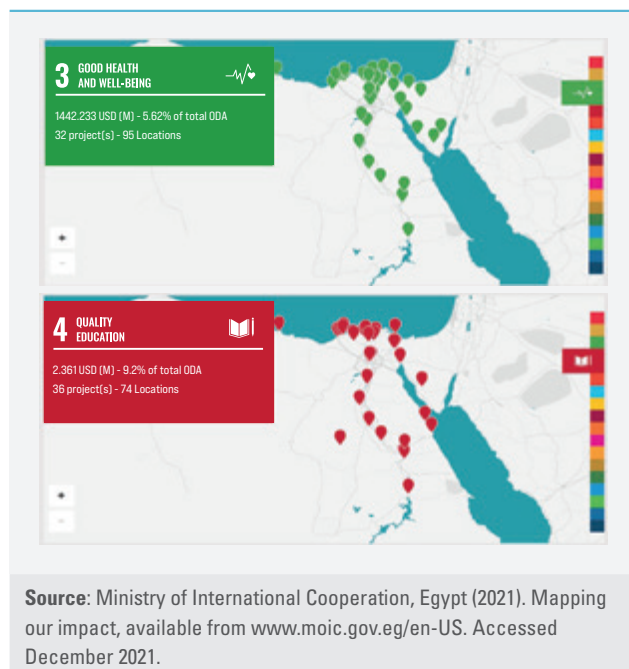 3 GOOD HEALTH
AND WELL-BEING
1442.233 USD (M) - 5.62% of total ODA
32 project(s) - 95 Locations
+
-
4 QUALITY
EDUCATION
2.361 USD (M) - 9.2% of total ODA
36 project(s) - 74 Locations
+
-
Source: Ministry of International Cooperation, Egypt (2021). Mapping
our impact, available from www.moic.gov.eg/en-US. Accessed
December 2021.